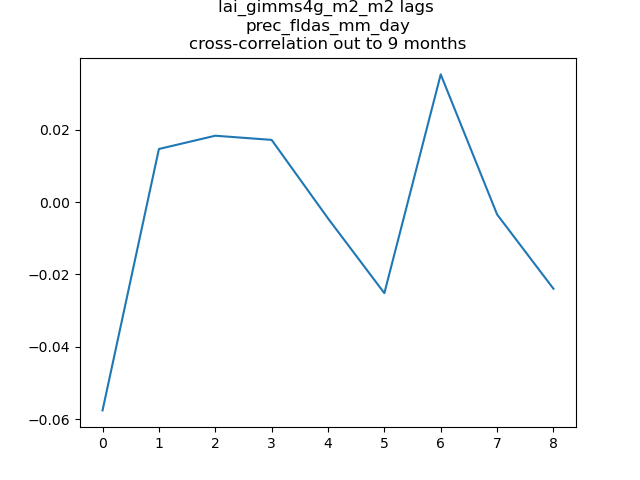 lai_gimms4g_m2_m2 lags
prec_fldas_mm_day
cross-correlation out to 9 months
0.02
0.00
−0.02
−0.04
−0.06
0 1 2 3 4 5 6 7 8